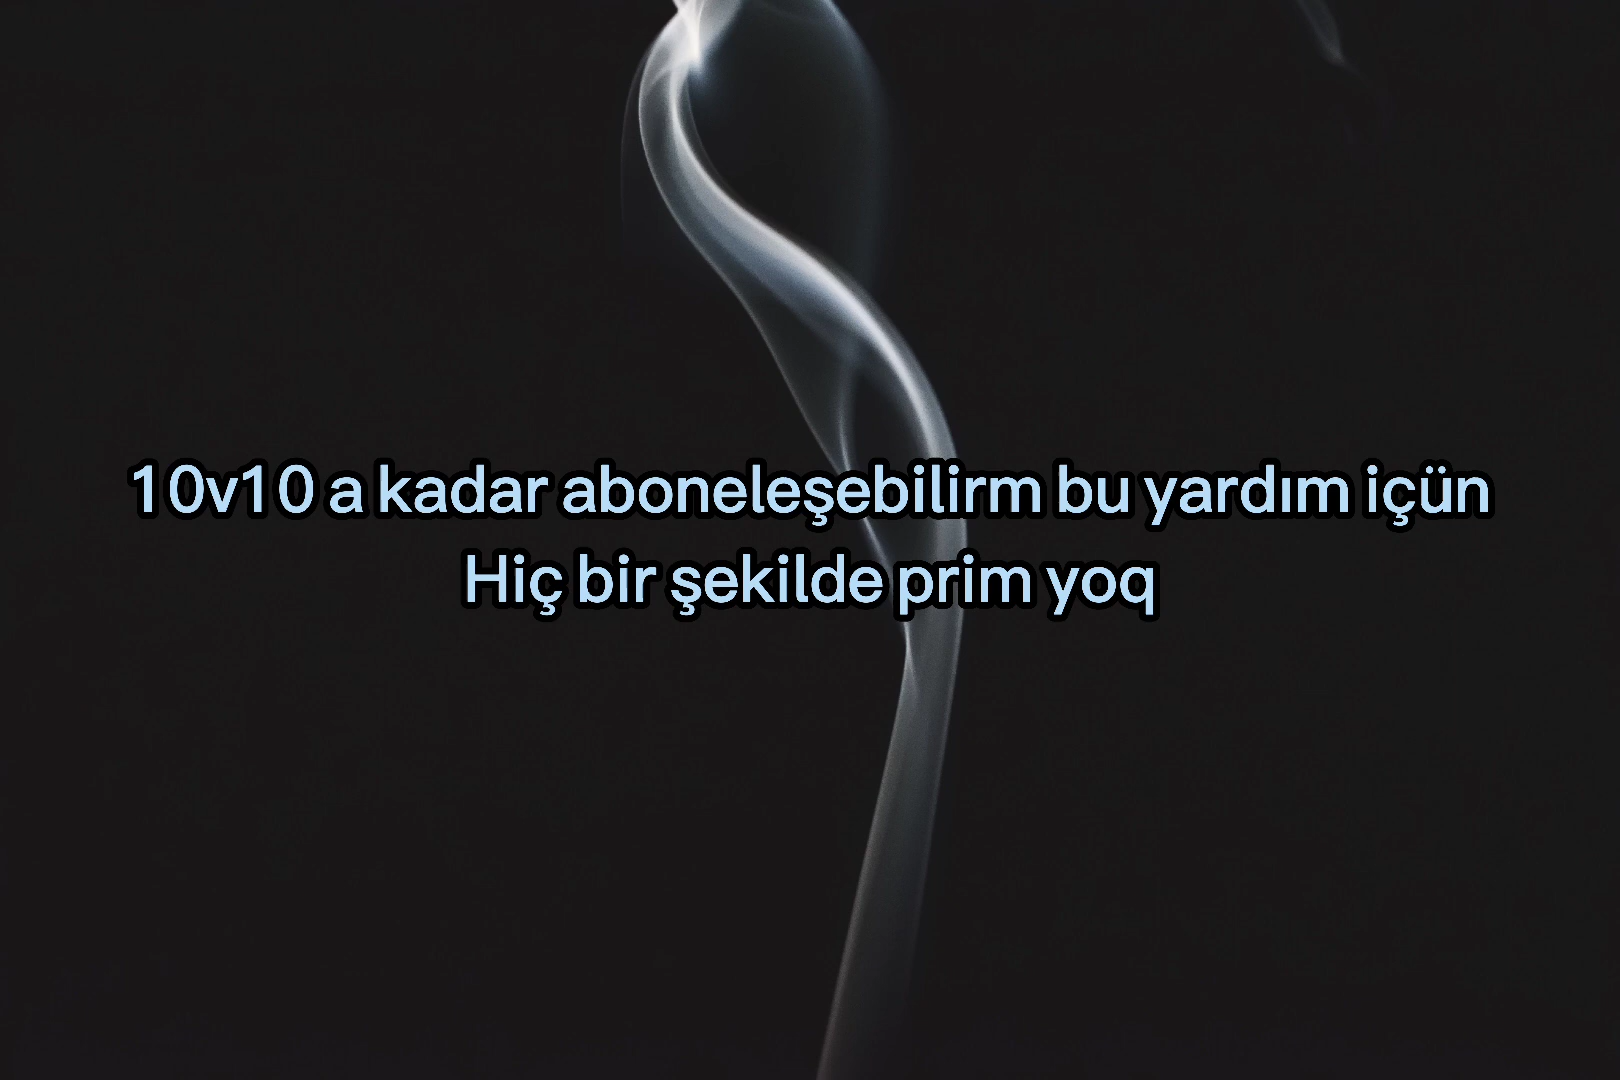 10v10 a kadar aboneleşebilirm bu yardım içün
Hiç bir şekilde prim yoq